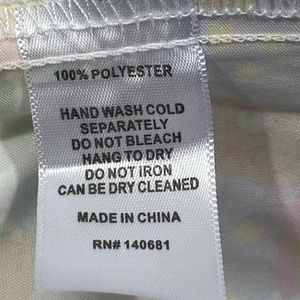 100% POLYESTER
HAND WASH COLD
SEPARATELY
DO NOT BLEACH
HANG TO DRY
DO NOT IRON
CAN BE DRY CLEANED
MADE IN CHINA
RN# 140681